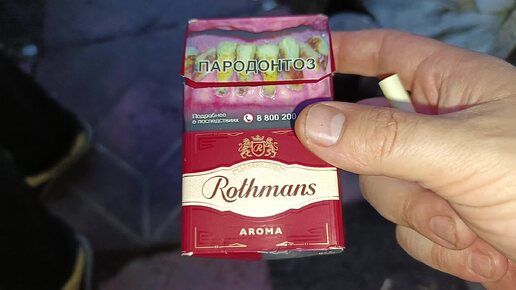 ПАРОДОНТОЗ
Подробнее
о последствиях
8 800 200
R
Rothmans
AROMA